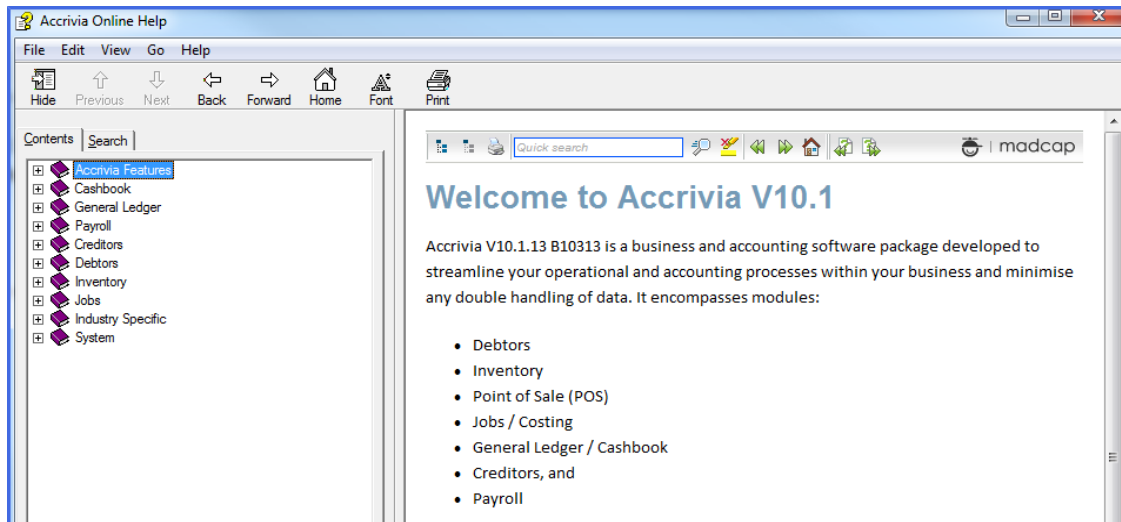 Accrivia Online Help
File Edit View Go Help
Hide Previous Next Back Forward Home Font Print
Contents Search
Accrivia Features
Cashbook
General Ledger
Payroll
Creditors
Debtors
Inventory
Jobs
Industry Specific
System
Quick search
madcap
Welcome to Accrivia V10.1
Accrivia V10.1.13 B10313 is a business and accounting software package developed to
streamline your operational and accounting processes within your business and minimise
any double handling of data. It encompasses modules:
• Debtors
• Inventory
• Point of Sale (POS)
• Jobs / Costing
• General Ledger / Cashbook
• Creditors, and
• Payroll